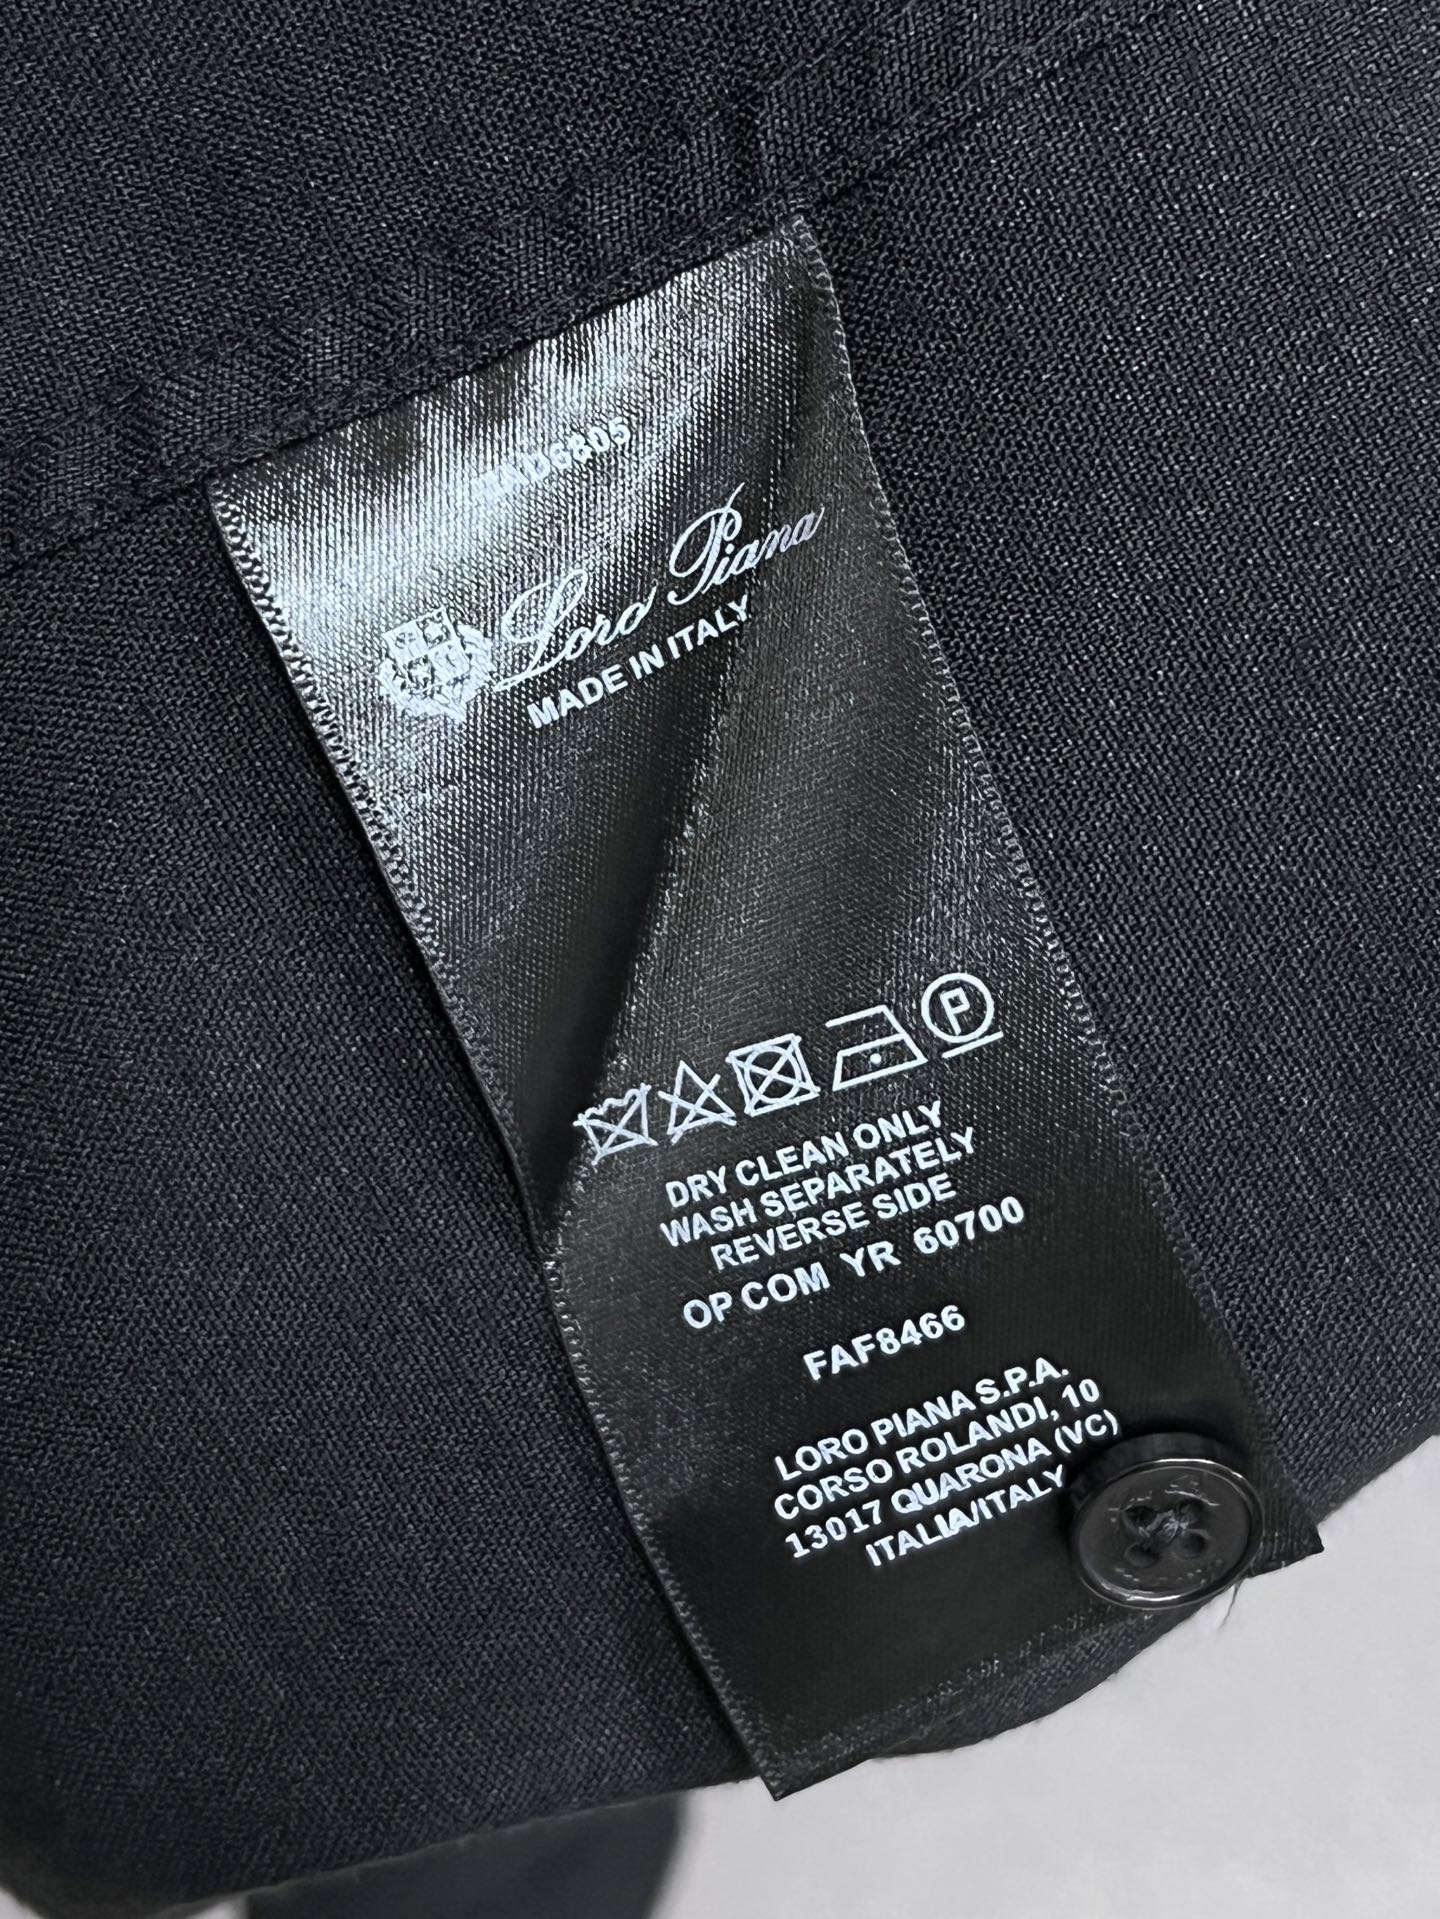 Loro Piana
MADE IN ITALY
P
DRY CLEAN ONLY
WASH SEPARATELY
REVERSE SIDE
OP COM YR 60700
FAF8466
LORO PIANA S.P.A.
CORSO ROLANDI, 10
13017 QUARONA (VC)
ITALIA/ITALY